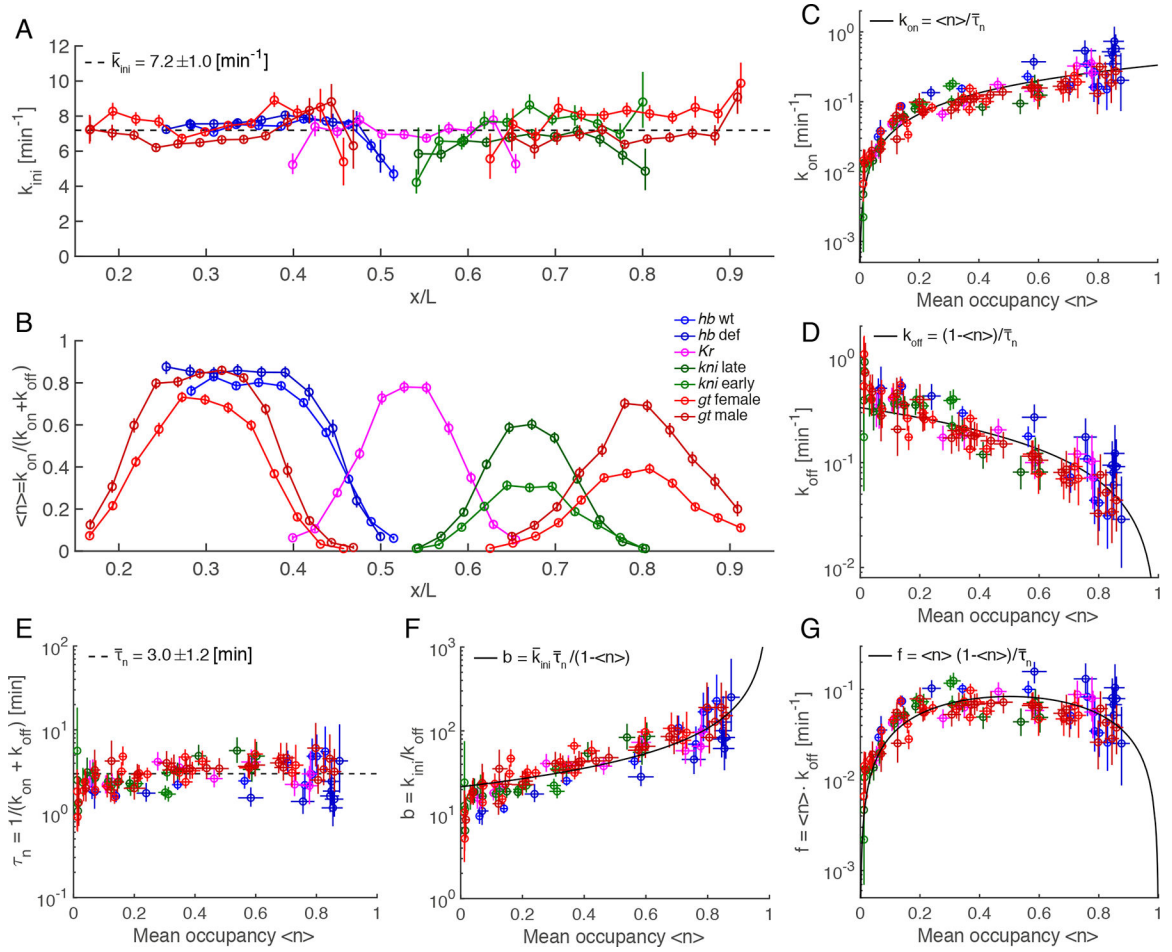 A
k̄ini = 7.2 ±1.0 [min⁻¹]
12
10
8
6
4
2
0
kini [min⁻¹]
0.2 0.3 0.4 0.5 0.6 0.7 0.8 0.9
x/L
B
hb wt
hb def
Kr
kni late
kni early
gt female
gt male
1
0.8
0.6
0.4
0.2
0
<n>=kon/(kon+koff)
0.2 0.3 0.4 0.5 0.6 0.7 0.8 0.9
x/L
C
kon = <n>/τ̄n
10⁰
10⁻¹
10⁻²
10⁻³
kon [min⁻¹]
0 0.2 0.4 0.6 0.8 1
Mean occupancy <n>
D
koff = (1-<n>)/τ̄n
10⁰
10⁻¹
10⁻²
koff [min⁻¹]
0 0.2 0.4 0.6 0.8 1
Mean occupancy <n>
E
τ̄n = 3.0 ±1.2 [min]
10²
10¹
10⁰
10⁻¹
τn = 1/(kon + koff) [min]
0 0.2 0.4 0.6 0.8 1
Mean occupancy <n>
F
b = k̄ini τ̄n/(1-<n>)
10³
10²
10¹
10⁰
b = kini/koff
0 0.2 0.4 0.6 0.8 1
Mean occupancy <n>
G
f = <n> (1-<n>)/τ̄n
10⁻¹
10⁻²
10⁻³
f = <n>· koff [min⁻¹]
0 0.2 0.4 0.6 0.8 1
Mean occupancy <n>